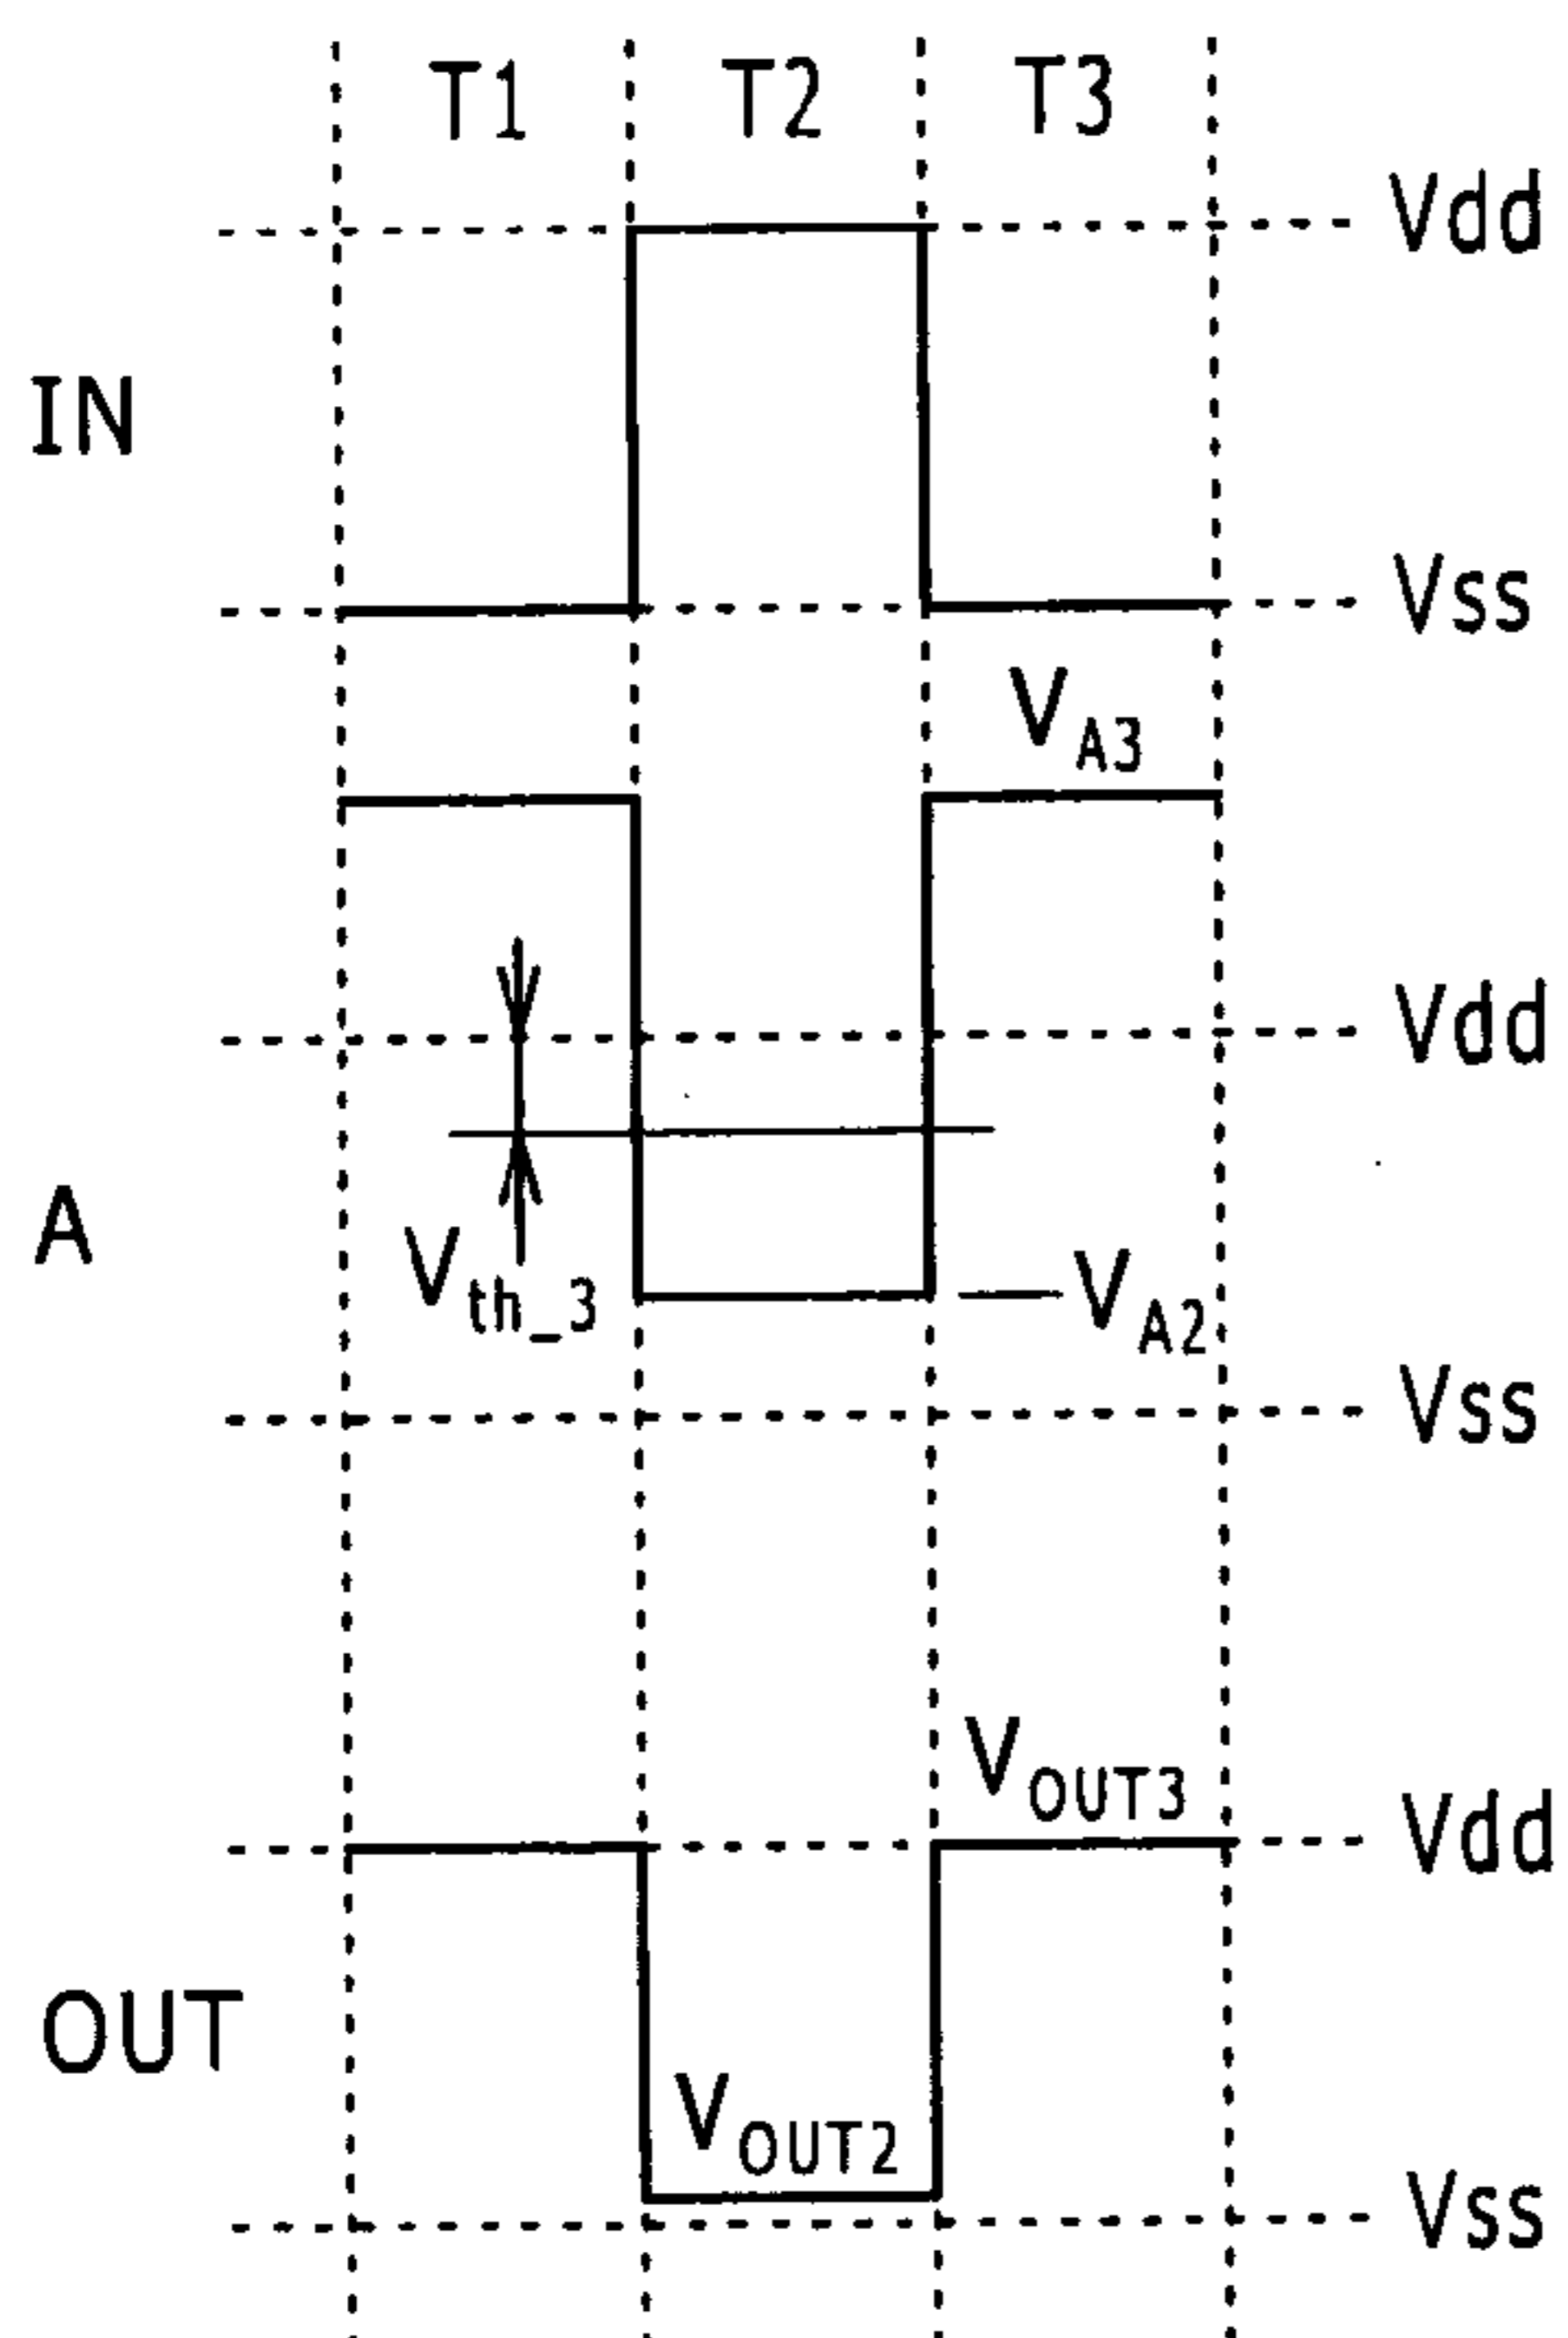 T1 T2 T3
Vdd
IN
Vss
VA3
Vdd
A
Vth_3
VA2
Vss
VOUT3
Vdd
OUT
VOUT2
Vss